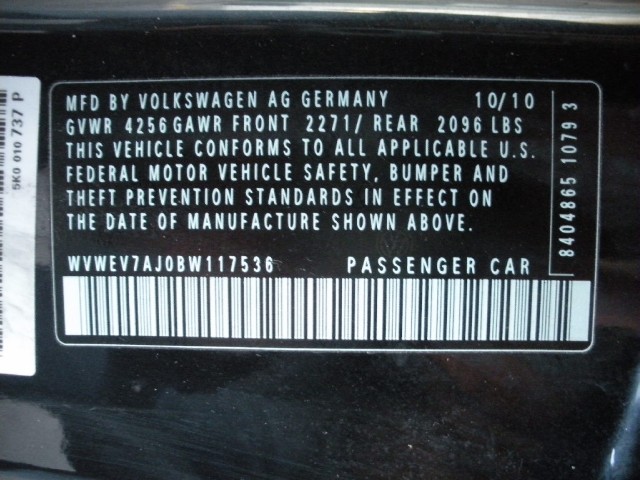 MFD BY VOLKSWAGEN AG GERMANY 10/10
GVWR 4256 GAWR FRONT 2271/ REAR 2096 LBS
THIS VEHICLE CONFORMS TO ALL APPLICABLE U.S.
FEDERAL MOTOR VEHICLE SAFETY, BUMPER AND
THEFT PREVENTION STANDARDS IN EFFECT ON
THE DATE OF MANUFACTURE SHOWN ABOVE.
WVWEV7AJ0BW117536 PASSENGER CAR
8404865 1079 3
5K0 010 737 P